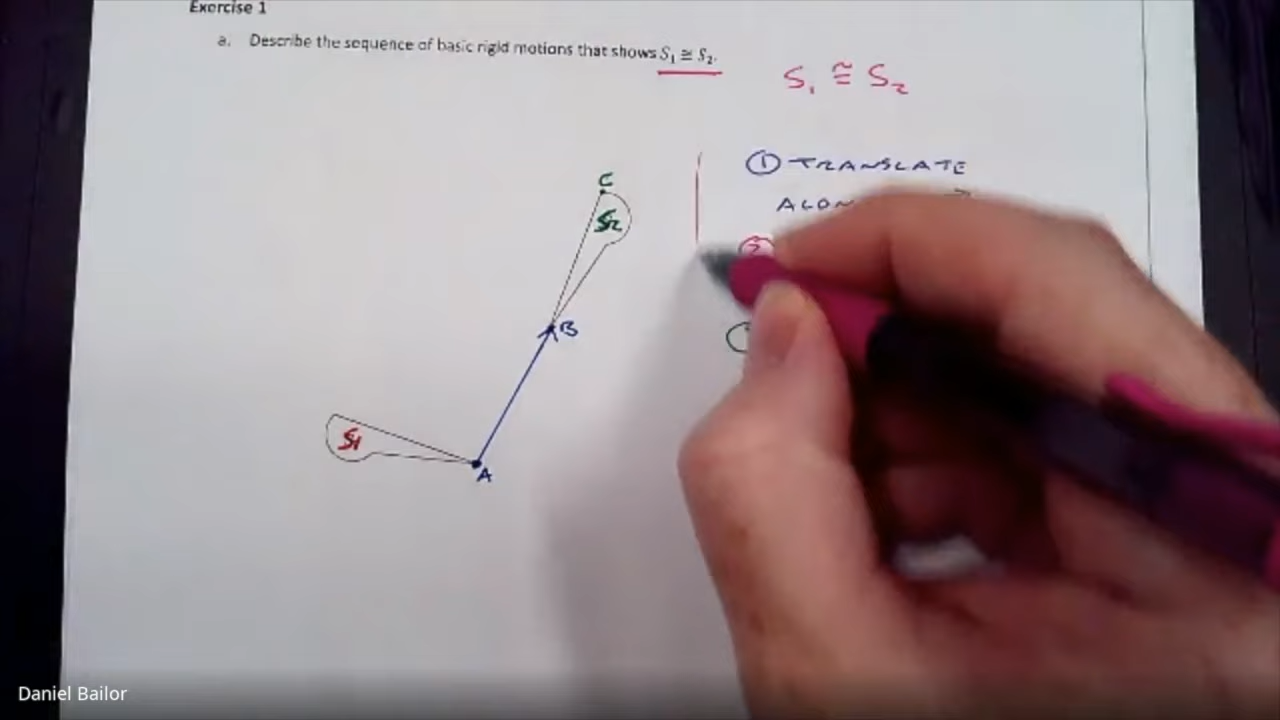 Exercise 1
a. Describe the sequence of basic rigid motions that shows S₁ ≅ S₂.
S₁ ≅ S₂
① TRANSLATE
C
S2
B
S1
A
Daniel Bailor